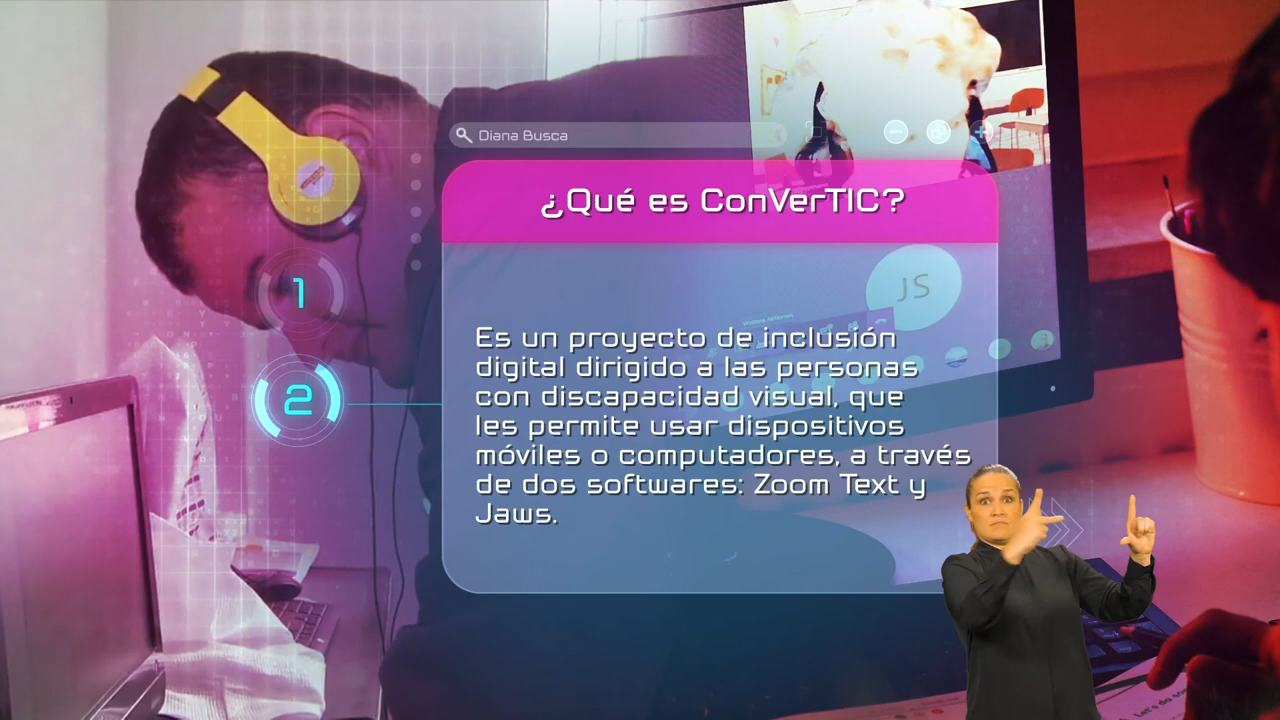 Diana Busca
¿Qué es ConVerTIC?
JS
1
2
Es un proyecto de inclusión
digital dirigido a las personas
con discapacidad visual, que
les permite usar dispositivos
móviles o computadores, a través
de dos softwares: Zoom Text y
Jaws.